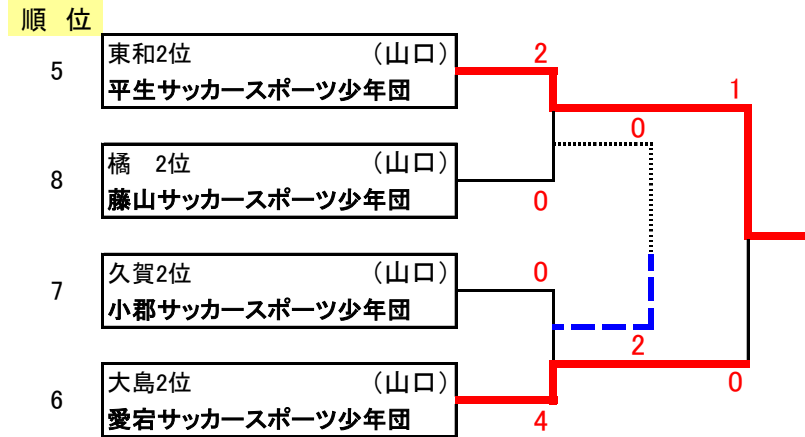 順 位
5
東和2位 (山口)
平生サッカースポーツ少年団
2
1
0
8
橘 2位 (山口)
藤山サッカースポーツ少年団
0
7
久賀2位 (山口)
小郡サッカースポーツ少年団
0
2
6
大島2位 (山口)
愛宕サッカースポーツ少年団
4
0